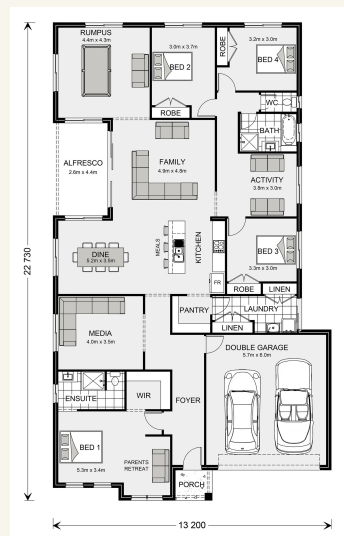 RUMPUS
4.4m x 4.3m
3.0m x 3.7m
BED 2
ROBE
ROBE
3.2m x 3.0m
BED 4
WC
BATH
ALFRESCO
2.6m x 4.4m
FAMILY
4.9m x 4.8m
ACTIVITY
3.8m x 3.0m
MEALS
KITCHEN
DINE
5.2m x 3.5m
BED 3
3.3m x 3.0m
FR
ROBE
LINEN
PANTRY
LAUNDRY
LINEN
MEDIA
4.0m x 3.5m
DOUBLE GARAGE
5.7m x 6.0m
ENSUITE
WIR
FOYER
BED 1
5.3m x 3.4m
PARENTS
RETREAT
PORCH
22 730
13 200